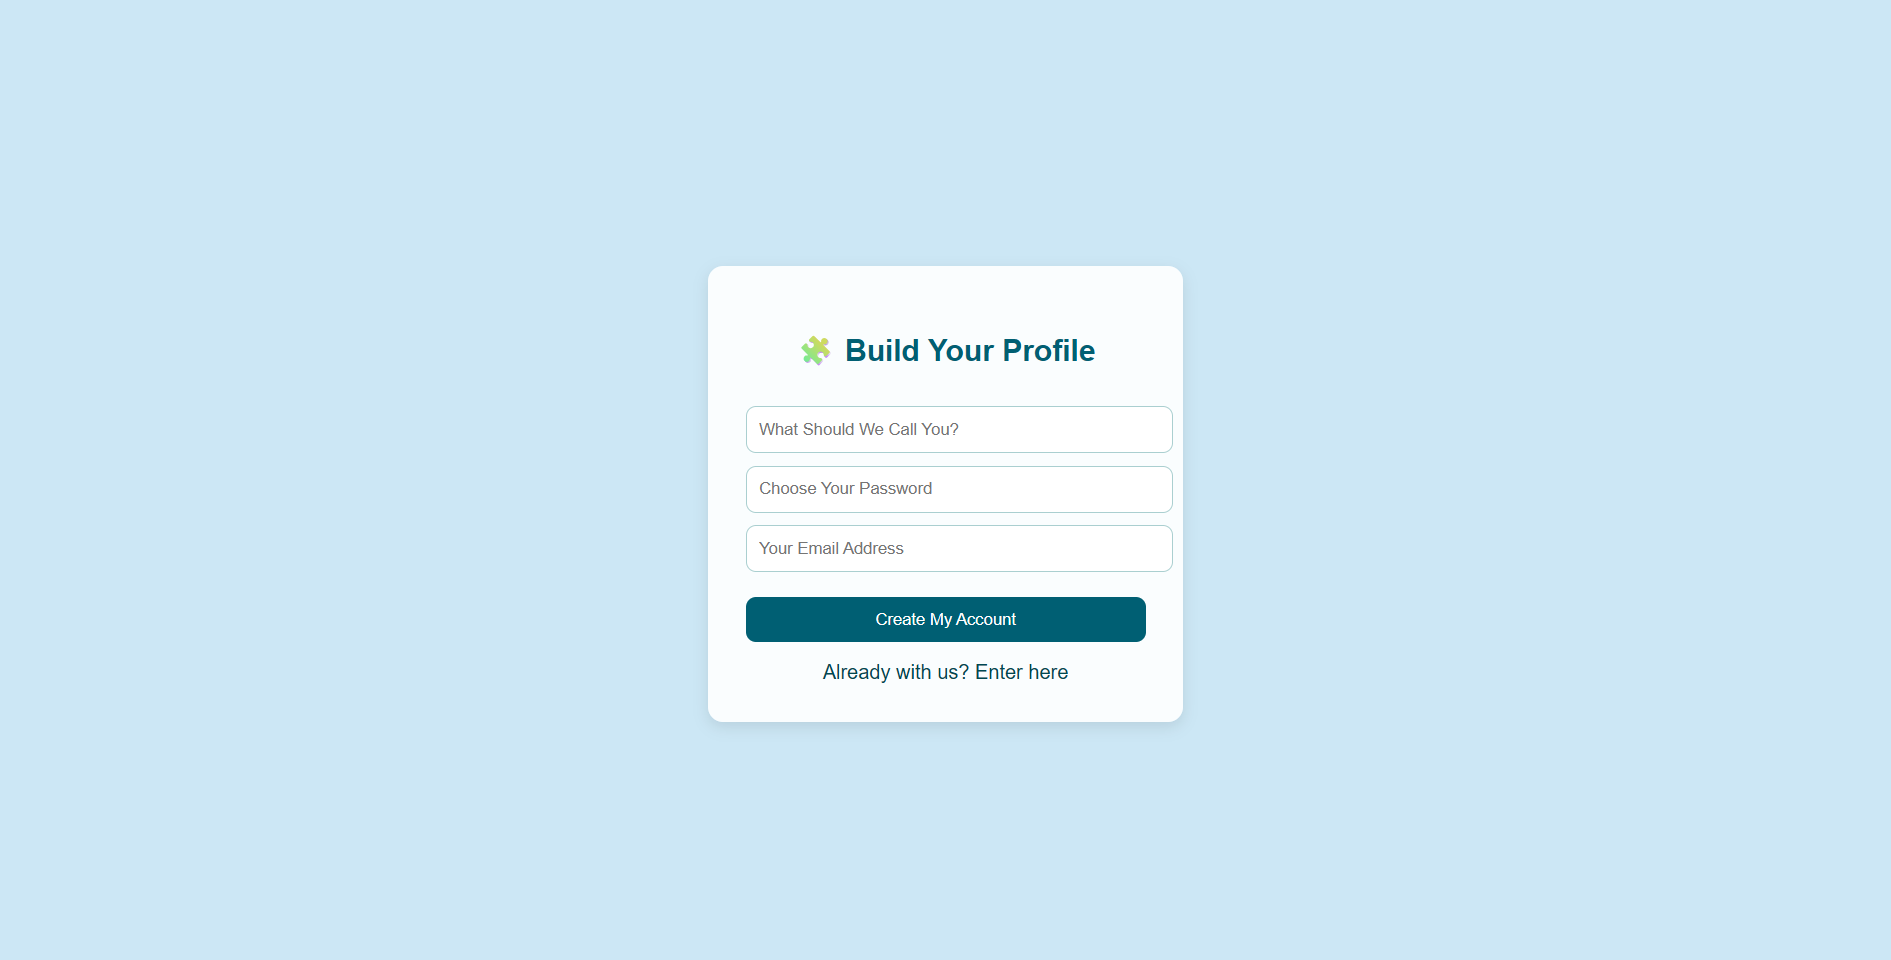 Build Your Profile
What Should We Call You?
Choose Your Password
Your Email Address
Create My Account
Already with us? Enter here